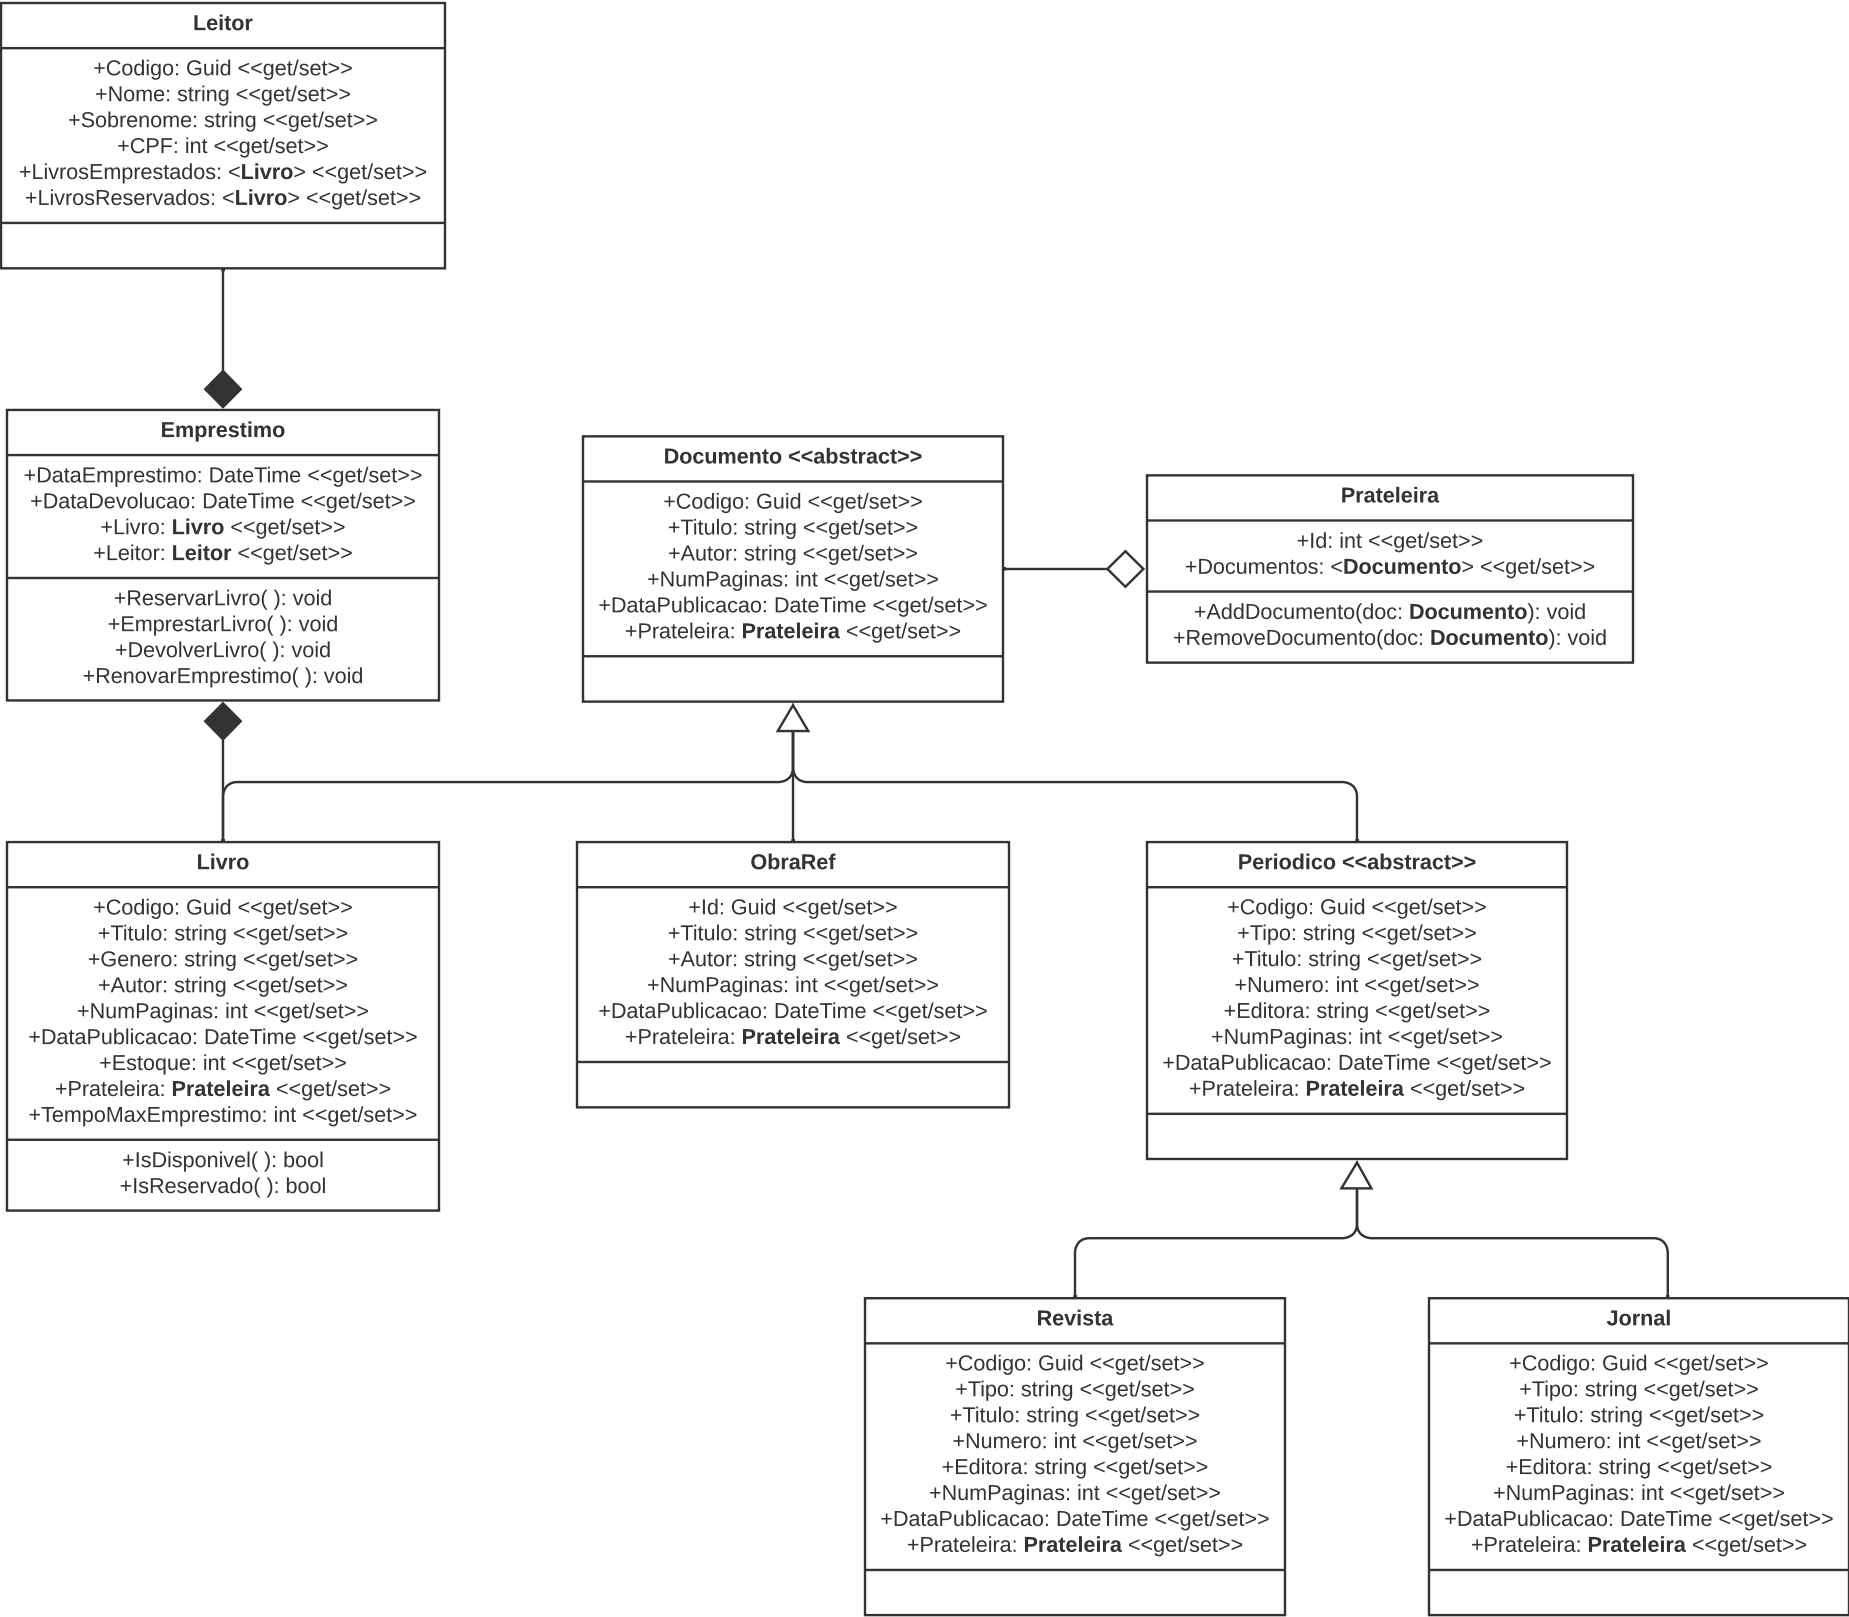 Leitor
+Codigo: Guid <<get/set>>
+Nome: string <<get/set>>
+Sobrenome: string <<get/set>>
+CPF: int <<get/set>>
+LivrosEmprestados: <Livro> <<get/set>>
+LivrosReservados: <Livro> <<get/set>>
Emprestimo
+DataEmprestimo: DateTime <<get/set>>
+DataDevolucao: DateTime <<get/set>>
+Livro: Livro <<get/set>>
+Leitor: Leitor <<get/set>>
+ReservarLivro( ): void
+EmprestarLivro( ): void
+DevolverLivro( ): void
+RenovarEmprestimo( ): void
Documento <<abstract>>
+Codigo: Guid <<get/set>>
+Titulo: string <<get/set>>
+Autor: string <<get/set>>
+NumPaginas: int <<get/set>>
+DataPublicacao: DateTime <<get/set>>
+Prateleira: Prateleira <<get/set>>
Prateleira
+Id: int <<get/set>>
+Documentos: <Documento> <<get/set>>
+AddDocumento(doc: Documento): void
+RemoveDocumento(doc: Documento): void
Livro
+Codigo: Guid <<get/set>>
+Titulo: string <<get/set>>
+Genero: string <<get/set>>
+Autor: string <<get/set>>
+NumPaginas: int <<get/set>>
+DataPublicacao: DateTime <<get/set>>
+Estoque: int <<get/set>>
+Prateleira: Prateleira <<get/set>>
+TempoMaxEmprestimo: int <<get/set>>
+IsDisponivel( ): bool
+IsReservado( ): bool
ObraRef
+Id: Guid <<get/set>>
+Titulo: string <<get/set>>
+Autor: string <<get/set>>
+NumPaginas: int <<get/set>>
+DataPublicacao: DateTime <<get/set>>
+Prateleira: Prateleira <<get/set>>
Periodico <<abstract>>
+Codigo: Guid <<get/set>>
+Tipo: string <<get/set>>
+Titulo: string <<get/set>>
+Numero: int <<get/set>>
+Editora: string <<get/set>>
+NumPaginas: int <<get/set>>
+DataPublicacao: DateTime <<get/set>>
+Prateleira: Prateleira <<get/set>>
Revista
+Codigo: Guid <<get/set>>
+Tipo: string <<get/set>>
+Titulo: string <<get/set>>
+Numero: int <<get/set>>
+Editora: string <<get/set>>
+NumPaginas: int <<get/set>>
+DataPublicacao: DateTime <<get/set>>
+Prateleira: Prateleira <<get/set>>
Jornal
+Codigo: Guid <<get/set>>
+Tipo: string <<get/set>>
+Titulo: string <<get/set>>
+Numero: int <<get/set>>
+Editora: string <<get/set>>
+NumPaginas: int <<get/set>>
+DataPublicacao: DateTime <<get/set>>
+Prateleira: Prateleira <<get/set>>